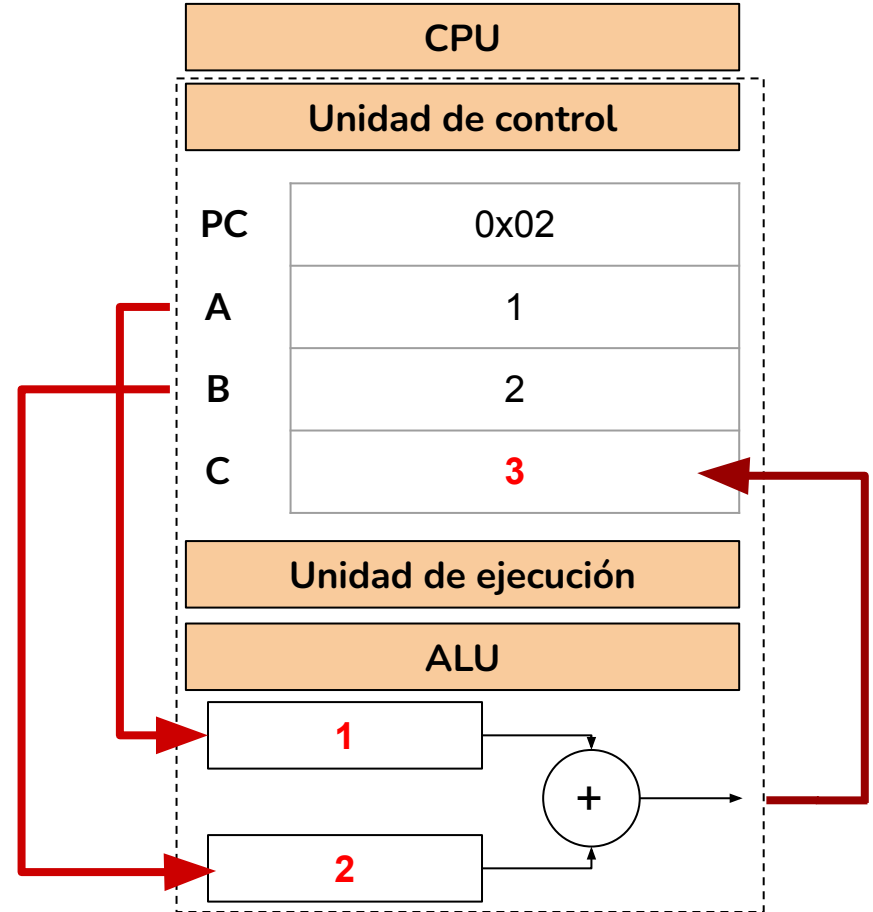 CPU
Unidad de control
PC 0x02
A 1
B 2
C 3
Unidad de ejecución
ALU
1
+
2